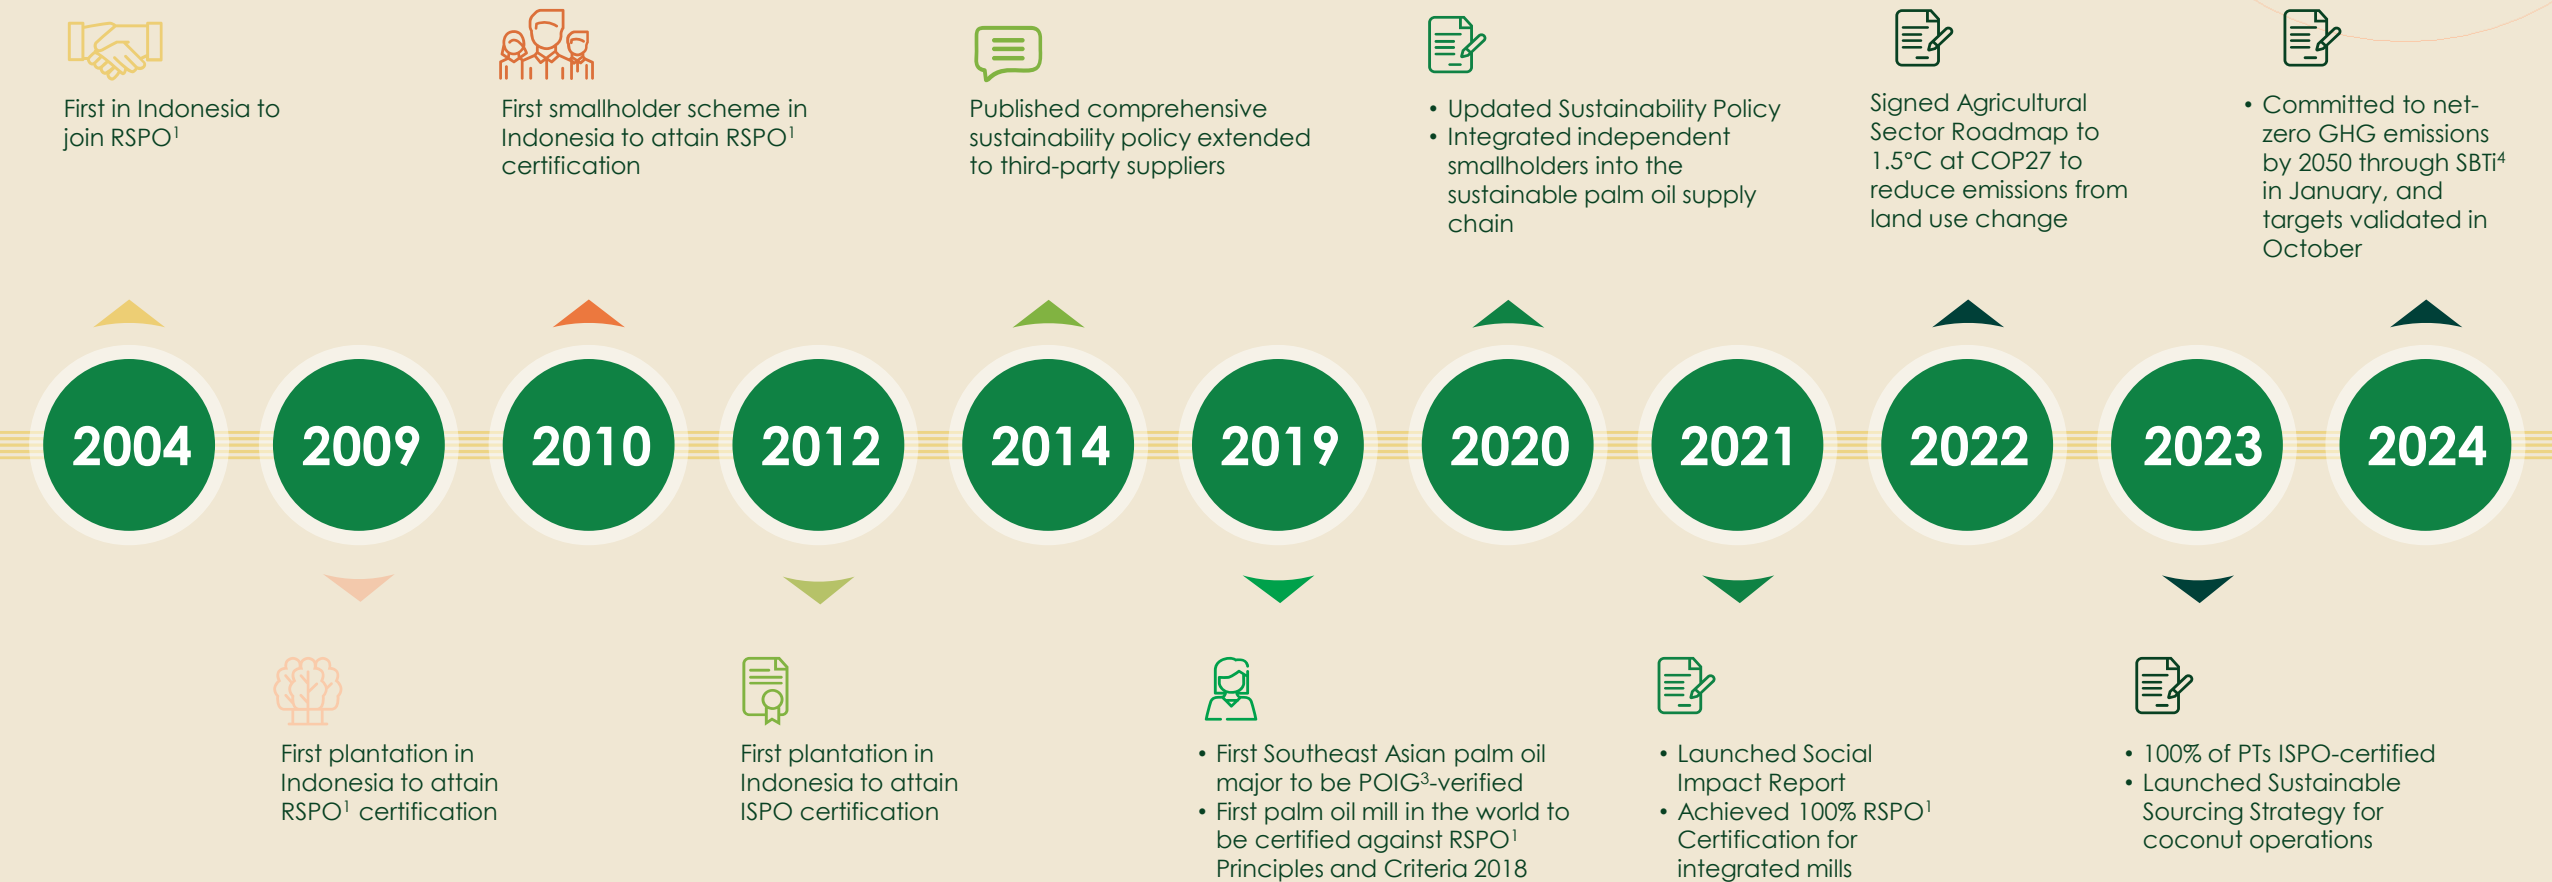 First in Indonesia to
join RSPO¹
First smallholder scheme in
Indonesia to attain RSPO¹
certification
Published comprehensive
sustainability policy extended
to third-party suppliers
• Updated Sustainability Policy
• Integrated independent
smallholders into the
sustainable palm oil supply
chain
Signed Agricultural
Sector Roadmap to
1.5°C at COP27 to
reduce emissions from
land use change
• Committed to net-
zero GHG emissions
by 2050 through SBTi⁴
in January, and
targets validated in
October
2004
2009
2010
2012
2014
2019
2020
2021
2022
2023
2024
First plantation in
Indonesia to attain
RSPO¹ certification
First plantation in
Indonesia to attain
ISPO certification
• First Southeast Asian palm oil
major to be POIG³-verified
• First palm oil mill in the world to
be certified against RSPO¹
Principles and Criteria 2018
• Launched Social
Impact Report
• Achieved 100% RSPO¹
Certification for
integrated mills
• 100% of PTs ISPO-certified
• Launched Sustainable
Sourcing Strategy for
coconut operations